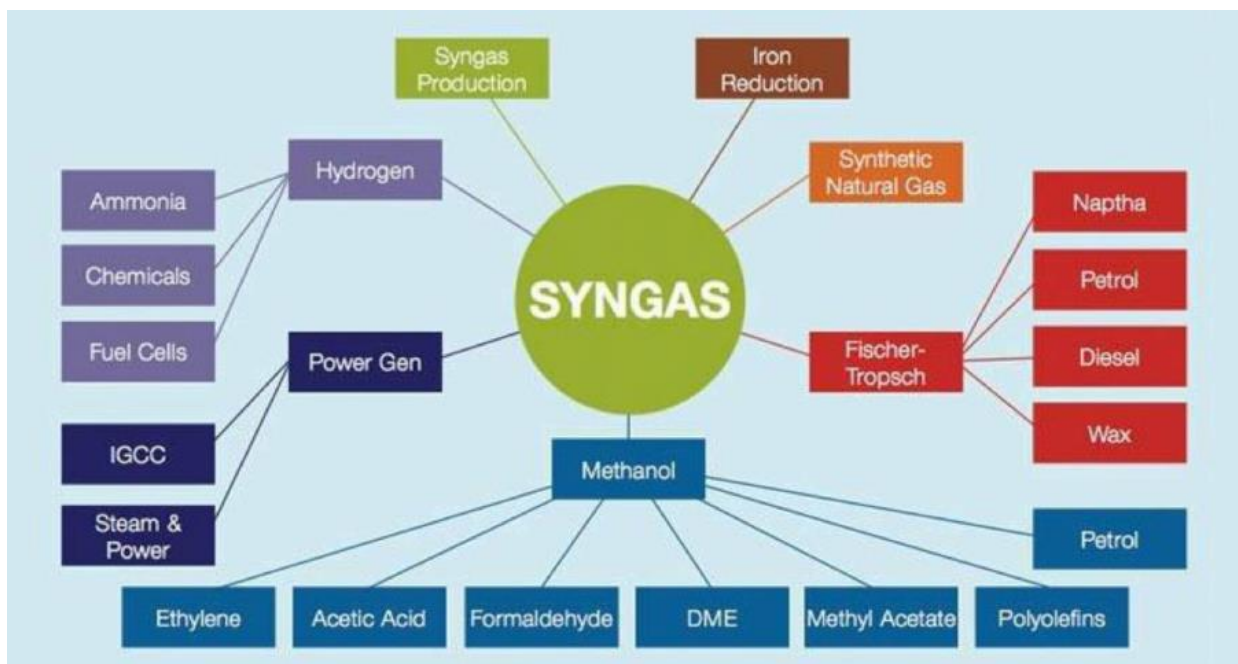 Syngas
Production
Iron
Reduction
Hydrogen
Synthetic
Natural Gas
Ammonia
Naptha
Chemicals
Petrol
SYNGAS
Fuel Cells
Power Gen
Fischer-
Tropsch
Diesel
IGCC
Wax
Methanol
Steam &
Power
Petrol
Ethylene
Acetic Acid
Formaldehyde
DME
Methyl Acetate
Polyolefins